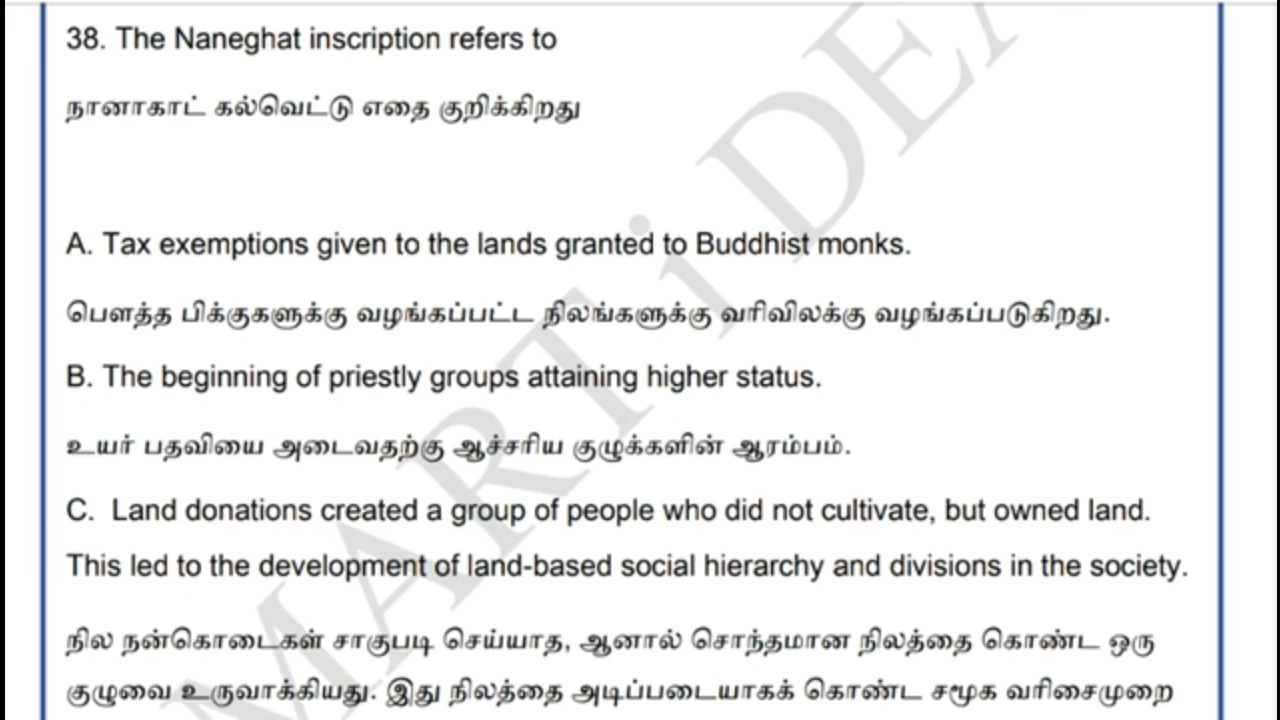 38. The Naneghat inscription refers to
நானாகாட் கல்வெட்டு எதை குறிக்கிறது
A. Tax exemptions given to the lands granted to Buddhist monks.
பௌத்த பிக்குகளுக்கு வழங்கப்பட்ட நிலங்களுக்கு வரிவிலக்கு வழங்கப்படுகிறது.
B. The beginning of priestly groups attaining higher status.
உயர் பதவியை அடைவதற்கு ஆச்சரிய குழுக்களின் ஆரம்பம்.
C. Land donations created a group of people who did not cultivate, but owned land.
This led to the development of land-based social hierarchy and divisions in the society.
நில நன்கொடைகள் சாகுபடி செய்யாத, ஆனால் சொந்தமான நிலத்தை கொண்ட ஒரு
குழுவை உருவாக்கியது. இது நிலத்தை அடிப்படையாகக் கொண்ட சமூக வரிசைமுறை
MART i DEA